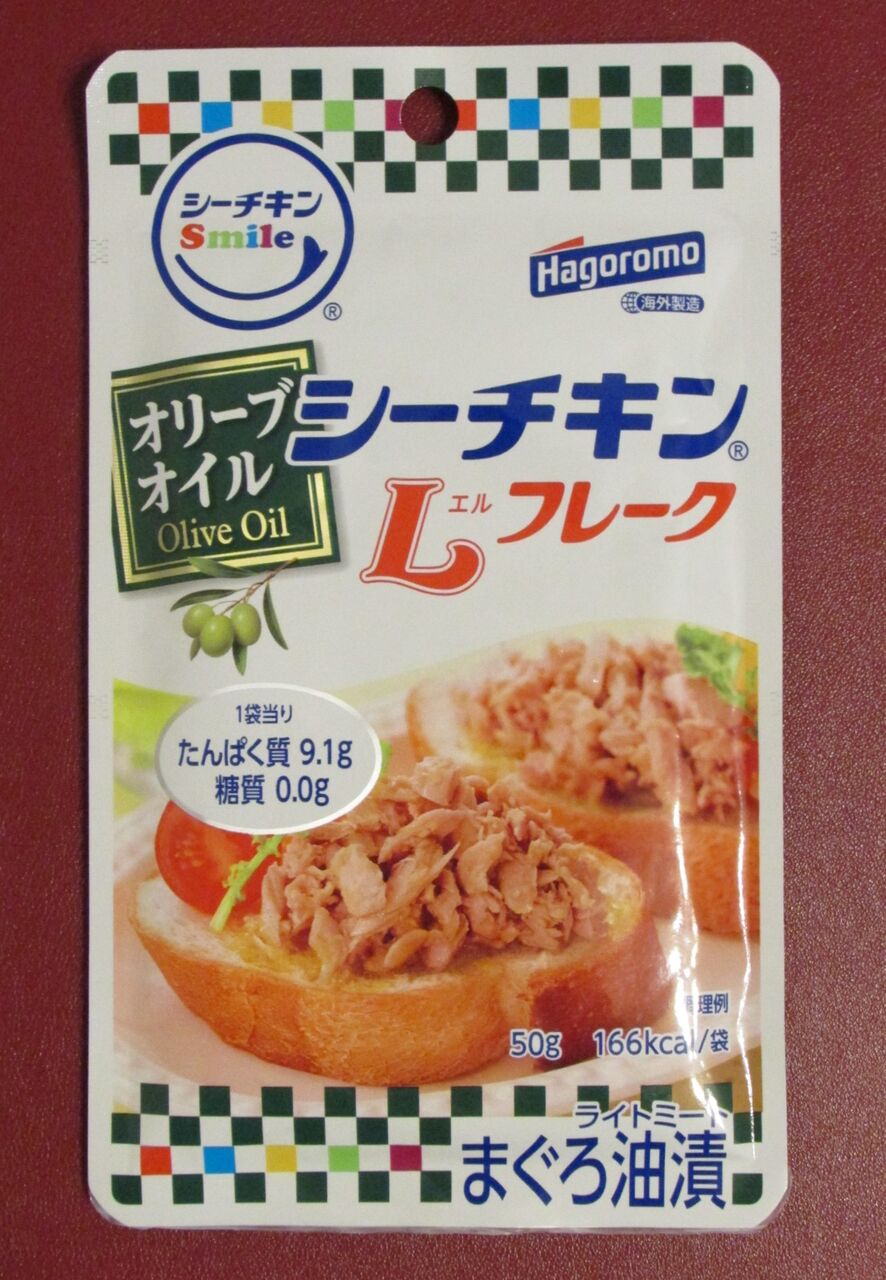 シーチキン
Smile
®
Hagoromo
海外製造
オリーブ
オイル
Olive Oil
シーチキン®
L エル フレーク
1袋当り
たんぱく質 9.1g
糖質 0.0g
調理例
50g 166kcal/袋
ライトミート
まぐろ油漬